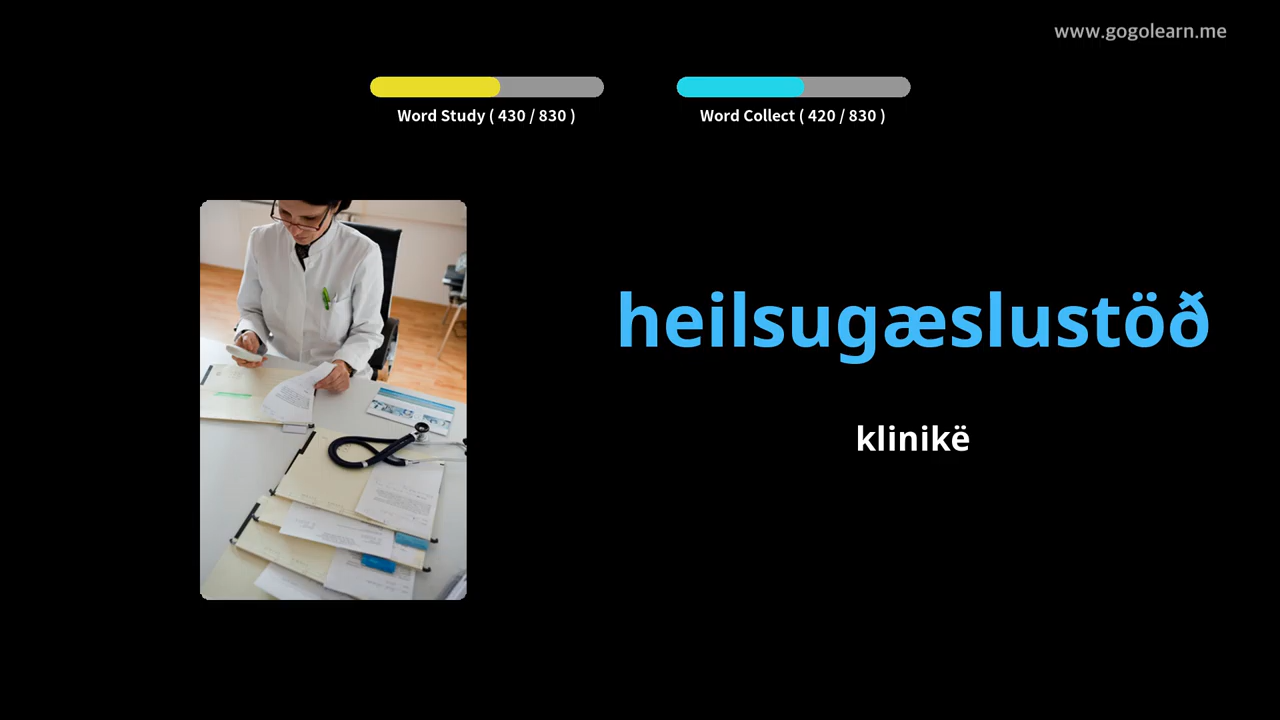 www.gogolearn.me
Word Study ( 430 / 830 )
Word Collect ( 420 / 830 )
heilsugæslustöð
klinikë